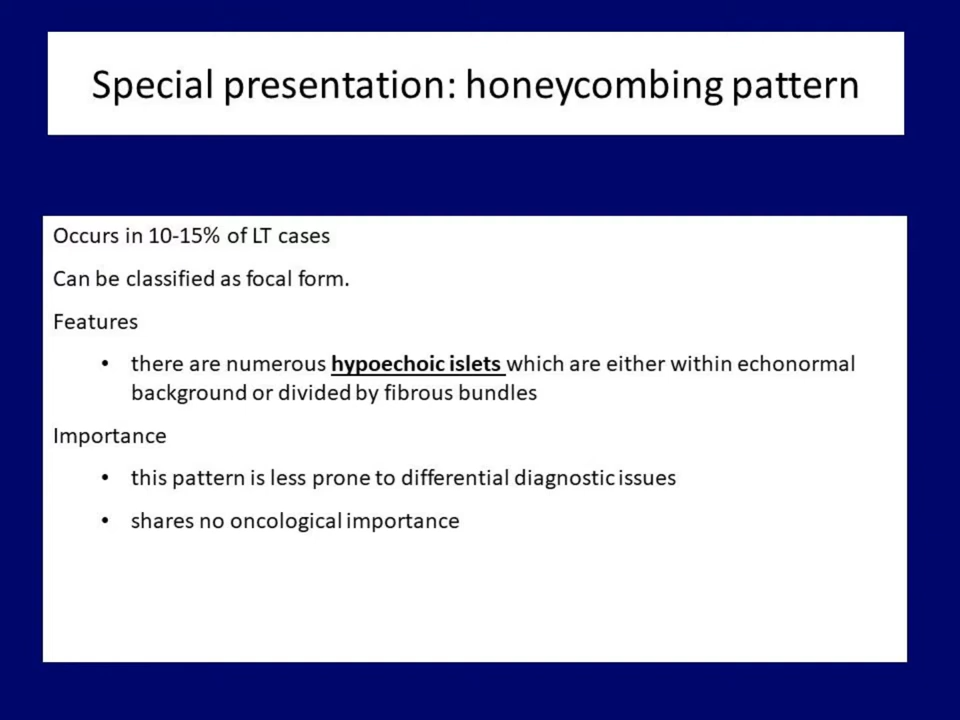 Special presentation: honeycombing pattern
Occurs in 10-15% of LT cases
Can be classified as focal form.
Features
• there are numerous hypoechoic islets which are either within echonormal
background or divided by fibrous bundles
Importance
• this pattern is less prone to differential diagnostic issues
• shares no oncological importance